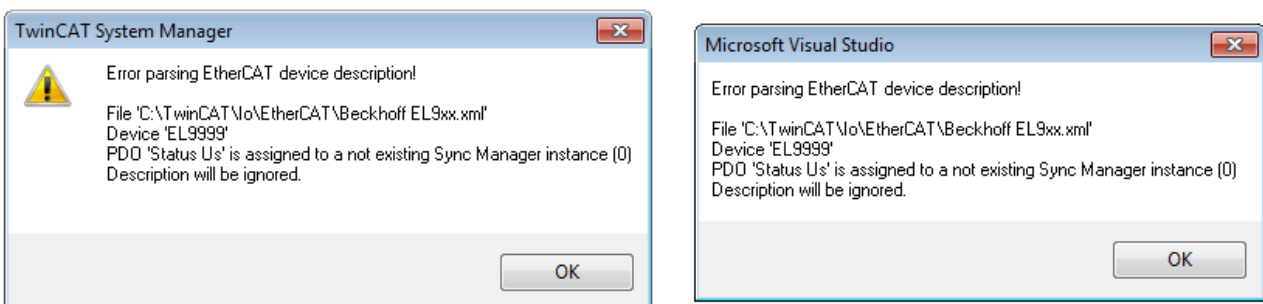 TwinCAT System Manager
Error parsing EtherCAT device description!
File 'C:\TwinCAT\Io\EtherCAT\Beckhoff EL9xx.xml'
Device 'EL9999'
PDO 'Status Us' is assigned to a not existing Sync Manager instance (0)
Description will be ignored.
OK
Microsoft Visual Studio
Error parsing EtherCAT device description!
File 'C:\TwinCAT\Io\EtherCAT\Beckhoff EL9xx.xml'
Device 'EL9999'
PDO 'Status Us' is assigned to a not existing Sync Manager instance (0)
Description will be ignored.
OK